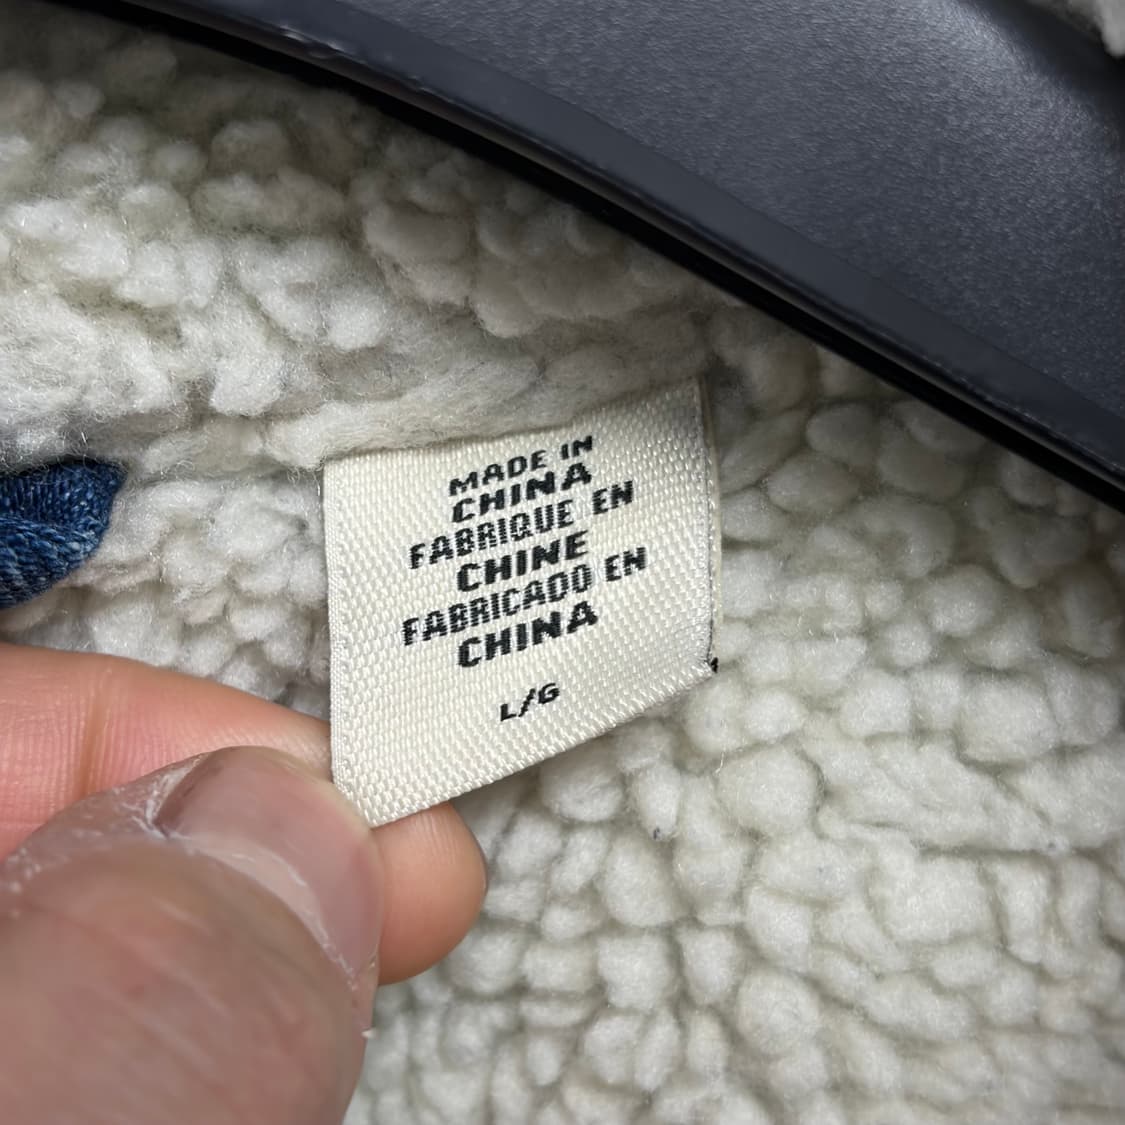 MADE IN
CHINA
FABRIQUE EN
CHINE
FABRICADO EN
CHINA
L/G